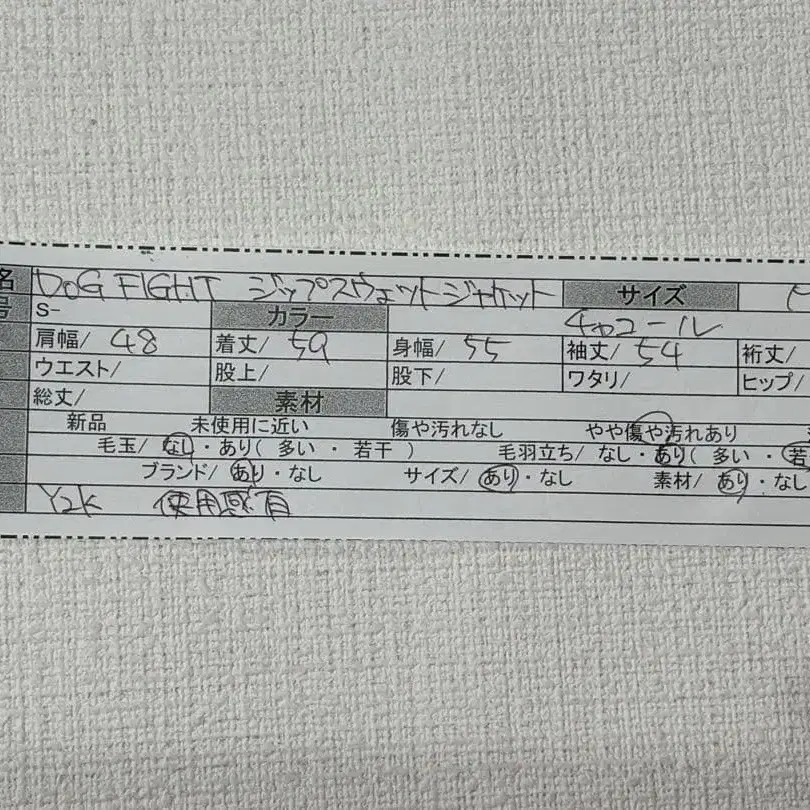 名 DOG FIGHT ジップスウェットジャケット サイズ
号 S- カラー チャコール
肩幅/ 48 着丈/ 59 身幅/ 55 袖丈/ 54 裄丈/
ウエスト/ 股上/ 股下/ ワタリ/ ヒップ/
総丈/ 素材
新品 未使用に近い 傷や汚れなし やや傷や汚れあり
毛玉/ なし・あり( 多い ・ 若干 ) 毛羽立ち/ なし・あり( 多い ・ 若
ブランド/ あり・なし サイズ/ あり・なし 素材/ あり・なし
Y2K 使用感有